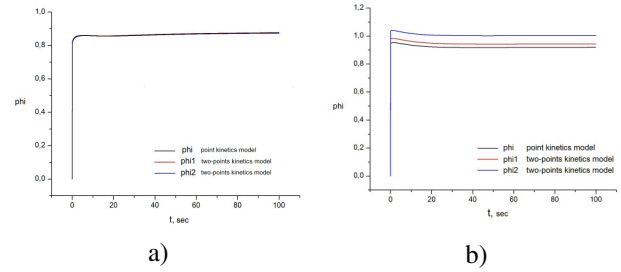 a)
1,0
0,8
0,6
phi
0,4
0,2
0,0
phi point kinetics model
phi1 two-points kinetics model
phi2 two-points kinetics model
0 20 40 60 80 100
t, sec
a)
b)
1,2
1,0
0,8
phi
0,6
0,4
0,2
0,0
phi point kinetics model
phi1 two-points kinetics model
phi2 two-points kinetics model
0 20 40 60 80 100
t, sec
b)